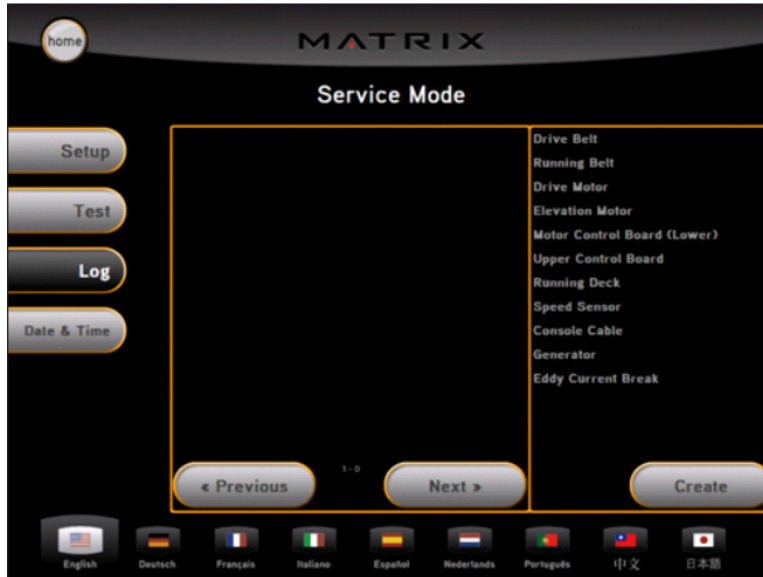 home
MATRIX
Service Mode
Setup
Test
Log
Date & Time
Drive Belt
Running Belt
Drive Motor
Elevation Motor
Motor Control Board (Lower)
Upper Control Board
Running Deck
Speed Sensor
Console Cable
Generator
Eddy Current Break
« Previous
1 - 0
Next »
Create
English
Deutsch
Français
Italiano
Español
Nederlands
Português
中文
日本語